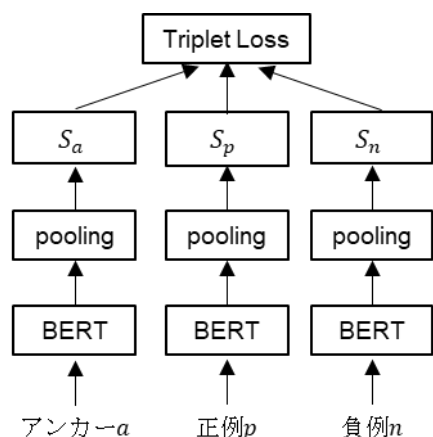 Triplet Loss
S_a S_p S_n
pooling pooling pooling
BERT BERT BERT
アンカーa 正例p 負例n